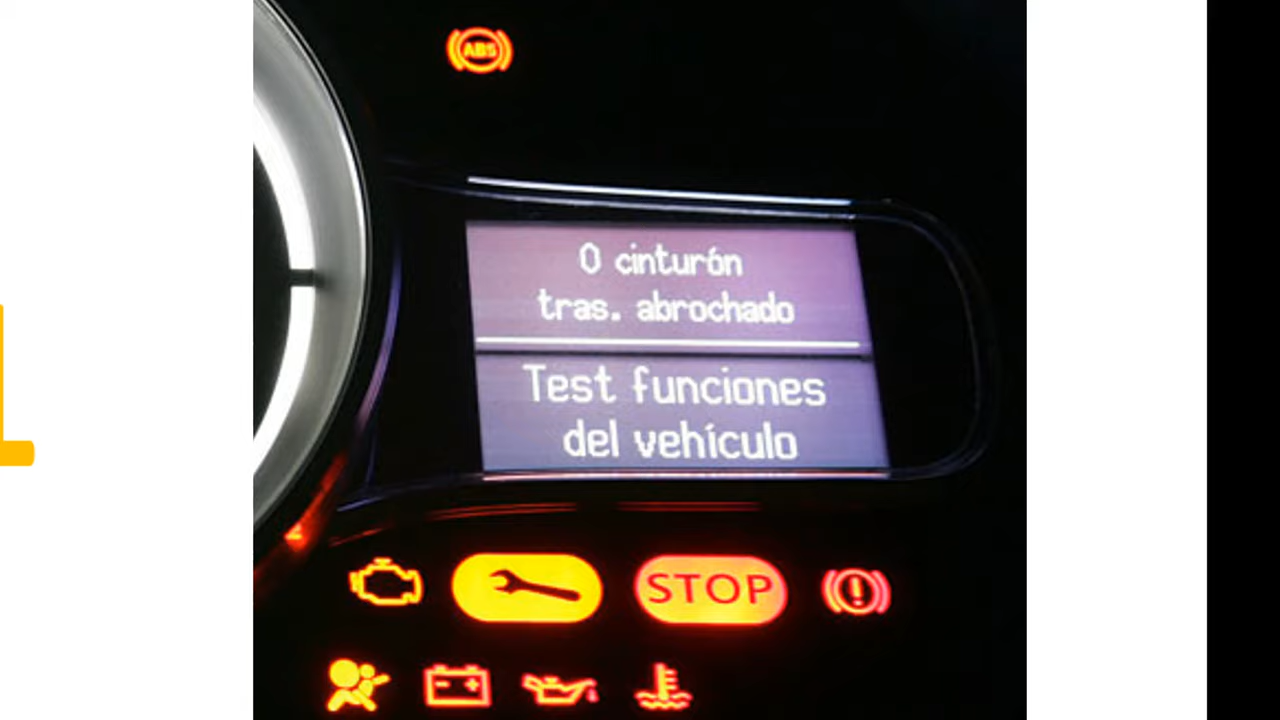 ABS
0 cinturón
tras. abrochado
Test funciones
del vehículo
STOP